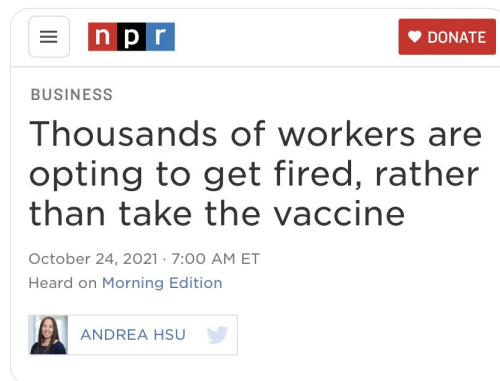 npr
DONATE
BUSINESS
Thousands of workers are
opting to get fired, rather
than take the vaccine
October 24, 2021 · 7:00 AM ET
Heard on Morning Edition
ANDREA HSU